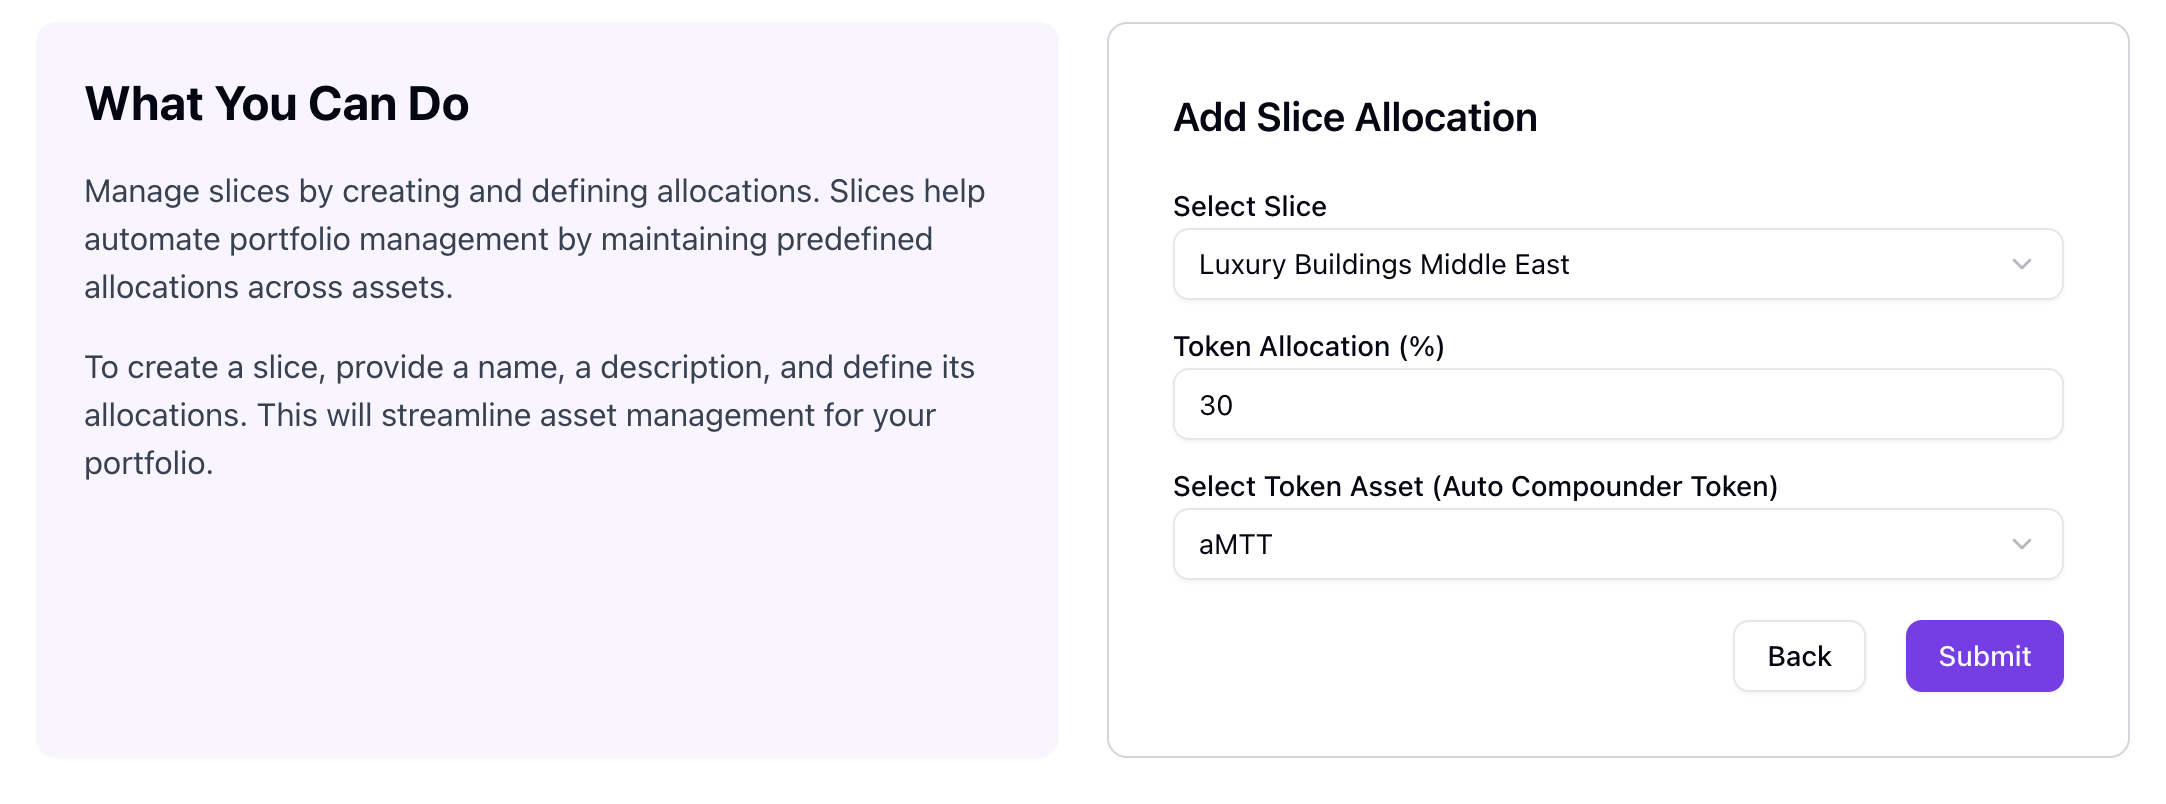 What You Can Do
Manage slices by creating and defining allocations. Slices help
automate portfolio management by maintaining predefined
allocations across assets.
To create a slice, provide a name, a description, and define its
allocations. This will streamline asset management for your
portfolio.
Add Slice Allocation
Select Slice
Luxury Buildings Middle East
Token Allocation (%)
30
Select Token Asset (Auto Compounder Token)
aMTT
Back
Submit